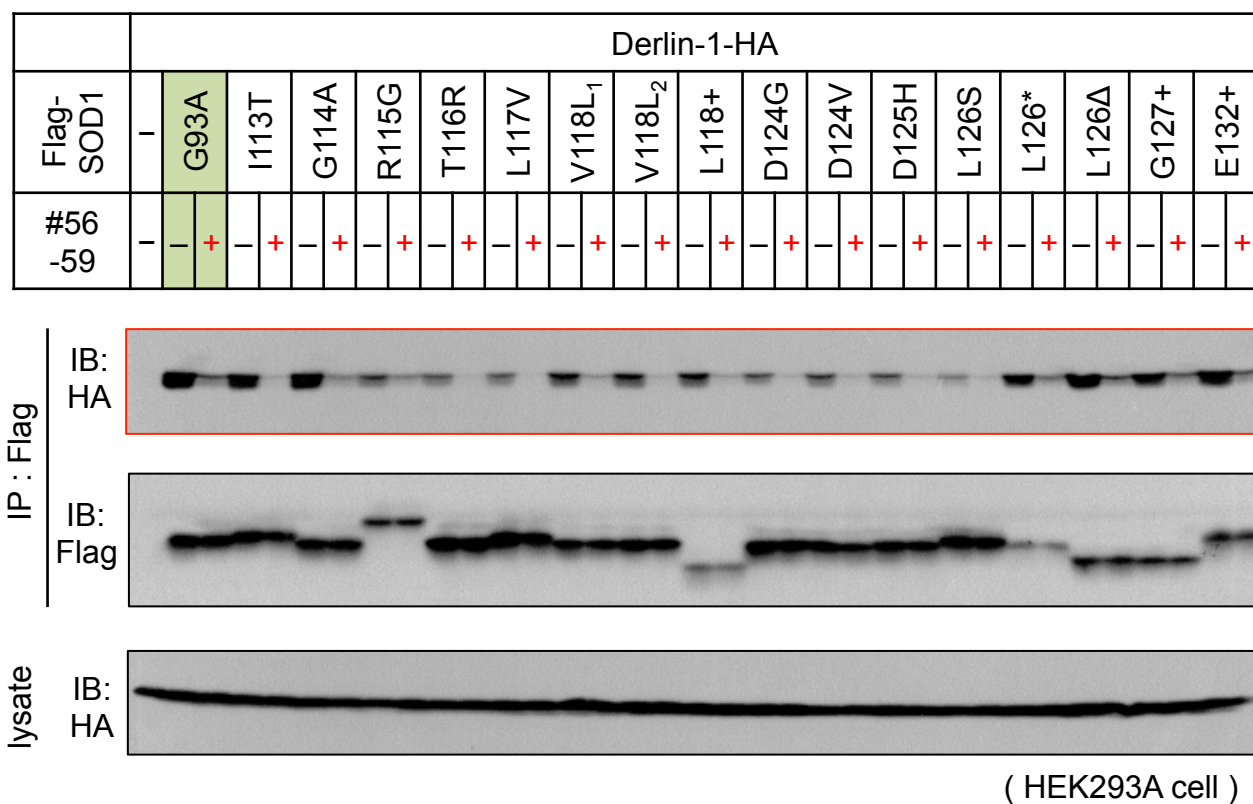 Derlin-1-HA
Flag-
SOD1
– G93A I113T G114A R115G T116R L117V V118L₁ V118L₂ L118+ D124G D124V D125H L126S L126* L126Δ G127+ E132+
#56
-59
– – + – + – + – + – + – + – + – + – + – + – + – + – + – + – + – + – +
IP : Flag
IB:
HA
IB:
Flag
lysate
IB:
HA
( HEK293A cell )